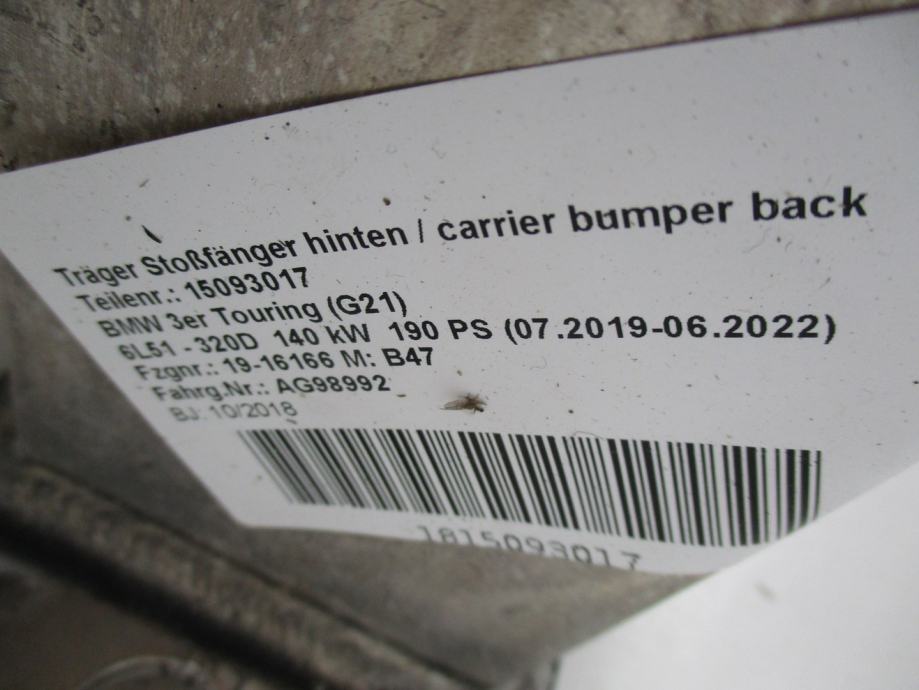 Träger Stoßfänger hinten / carrier bumper back
Teilenr.: 15093017
BMW 3er Touring (G21)
6L51 - 320D 140 kW 190 PS (07.2019-06.2022)
Fzgnr.: 19-16166 M: B47
Fahrg.Nr.: AG98992
BJ: 10/2018
1815093017